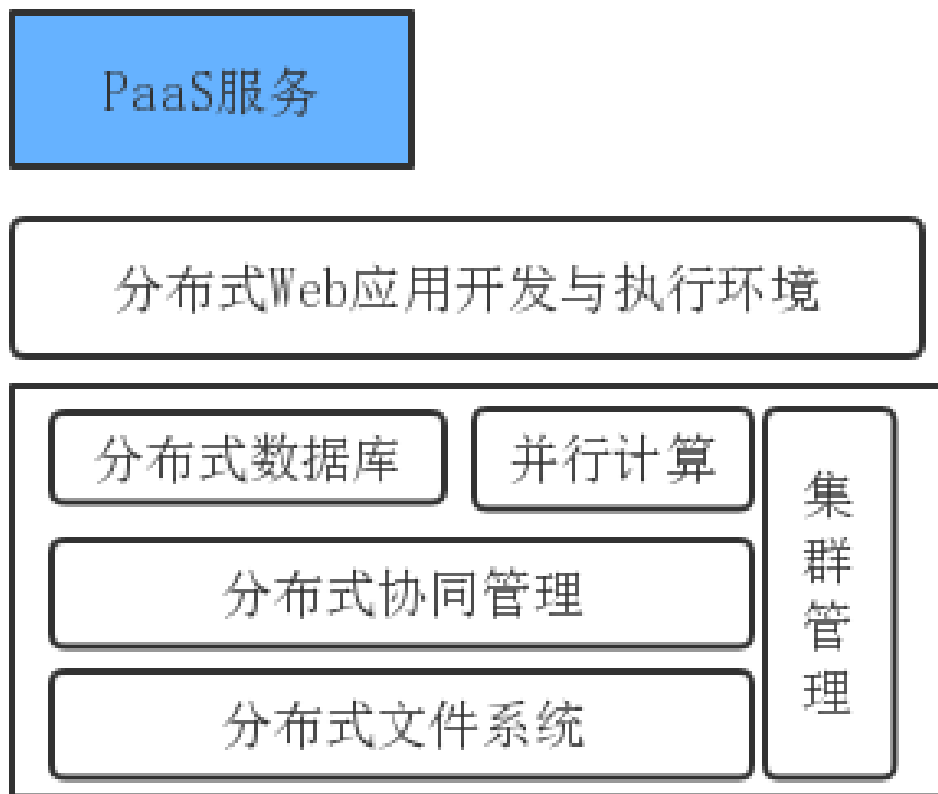 PaaS服务
分布式Web应用开发与执行环境
分布式数据库
并行计算
集群管理
分布式协同管理
分布式文件系统